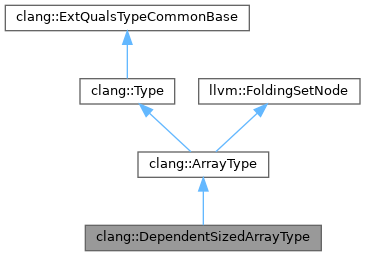 clang::ExtQualsTypeCommonBase
clang::Type
llvm::FoldingSetNode
clang::ArrayType
clang::DependentSizedArrayType